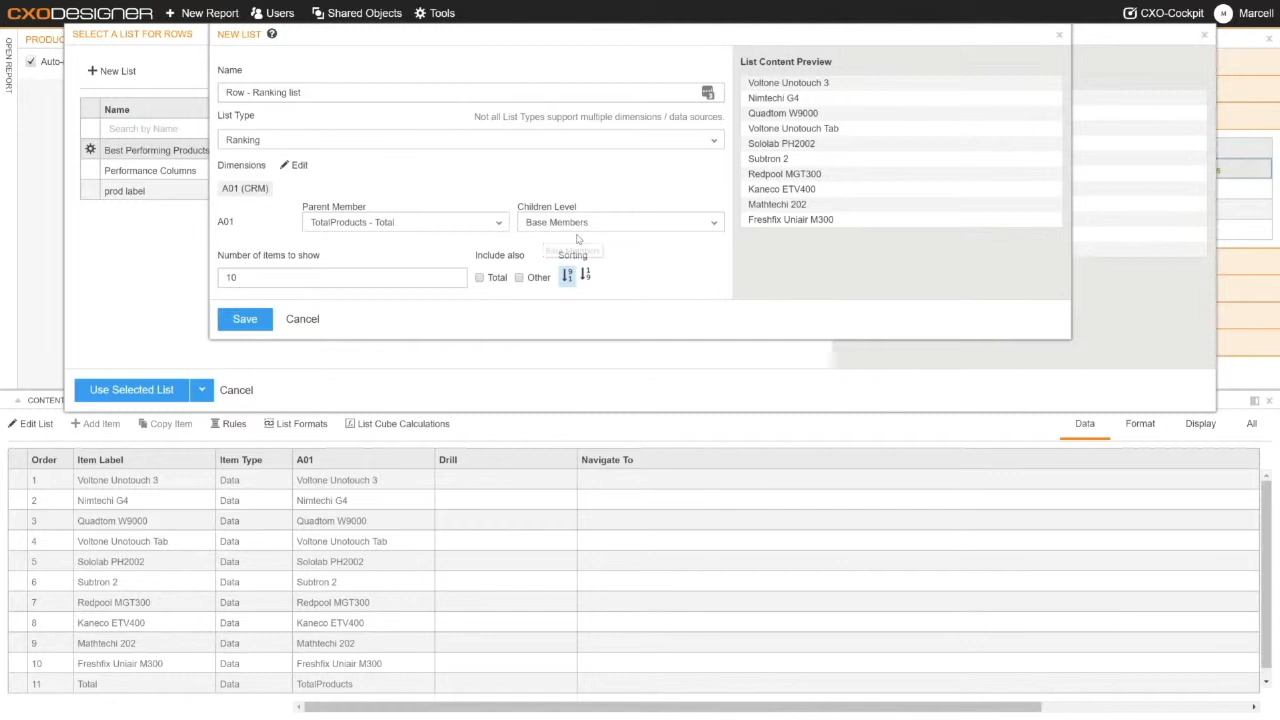 CXODESIGNER New Report Users Shared Objects Tools CXO-Cockpit M Marcell
OPEN REPORT
PRODUC
Auto-
SELECT A LIST FOR ROWS
New List
Name
Search by Name
Best Performing Products
Performance Columns
prod label
NEW LIST
Name
Row - Ranking list
List Type
Not all List Types support multiple dimensions / data sources.
Ranking
Dimensions Edit
A01 (CRM)
Parent Member Children Level
A01 TotalProducts - Total Base Members
Base Members
Number of items to show Include also Sorting
10 Total Other
Save Cancel
List Content Preview
Voltone Unotouch 3
Nimtechi G4
Quadtom W9000
Voltone Unotouch Tab
Sololab PH2002
Subtron 2
Redpool MGT300
Kaneco ETV400
Mathtechi 202
Freshfix Uniair M300
Use Selected List Cancel
CONTENT
Edit List Add Item Copy Item Rules List Formats List Cube Calculations Data Format Display All
Order Item Label Item Type A01 Drill Navigate To
1 Voltone Unotouch 3 Data Voltone Unotouch 3
2 Nimtechi G4 Data Nimtechi G4
3 Quadtom W9000 Data Quadtom W9000
4 Voltone Unotouch Tab Data Voltone Unotouch Tab
5 Sololab PH2002 Data Sololab PH2002
6 Subtron 2 Data Subtron 2
7 Redpool MGT300 Data Redpool MGT300
8 Kaneco ETV400 Data Kaneco ETV400
9 Mathtechi 202 Data Mathtechi 202
10 Freshfix Uniair M300 Data Freshfix Uniair M300
11 Total Data TotalProducts